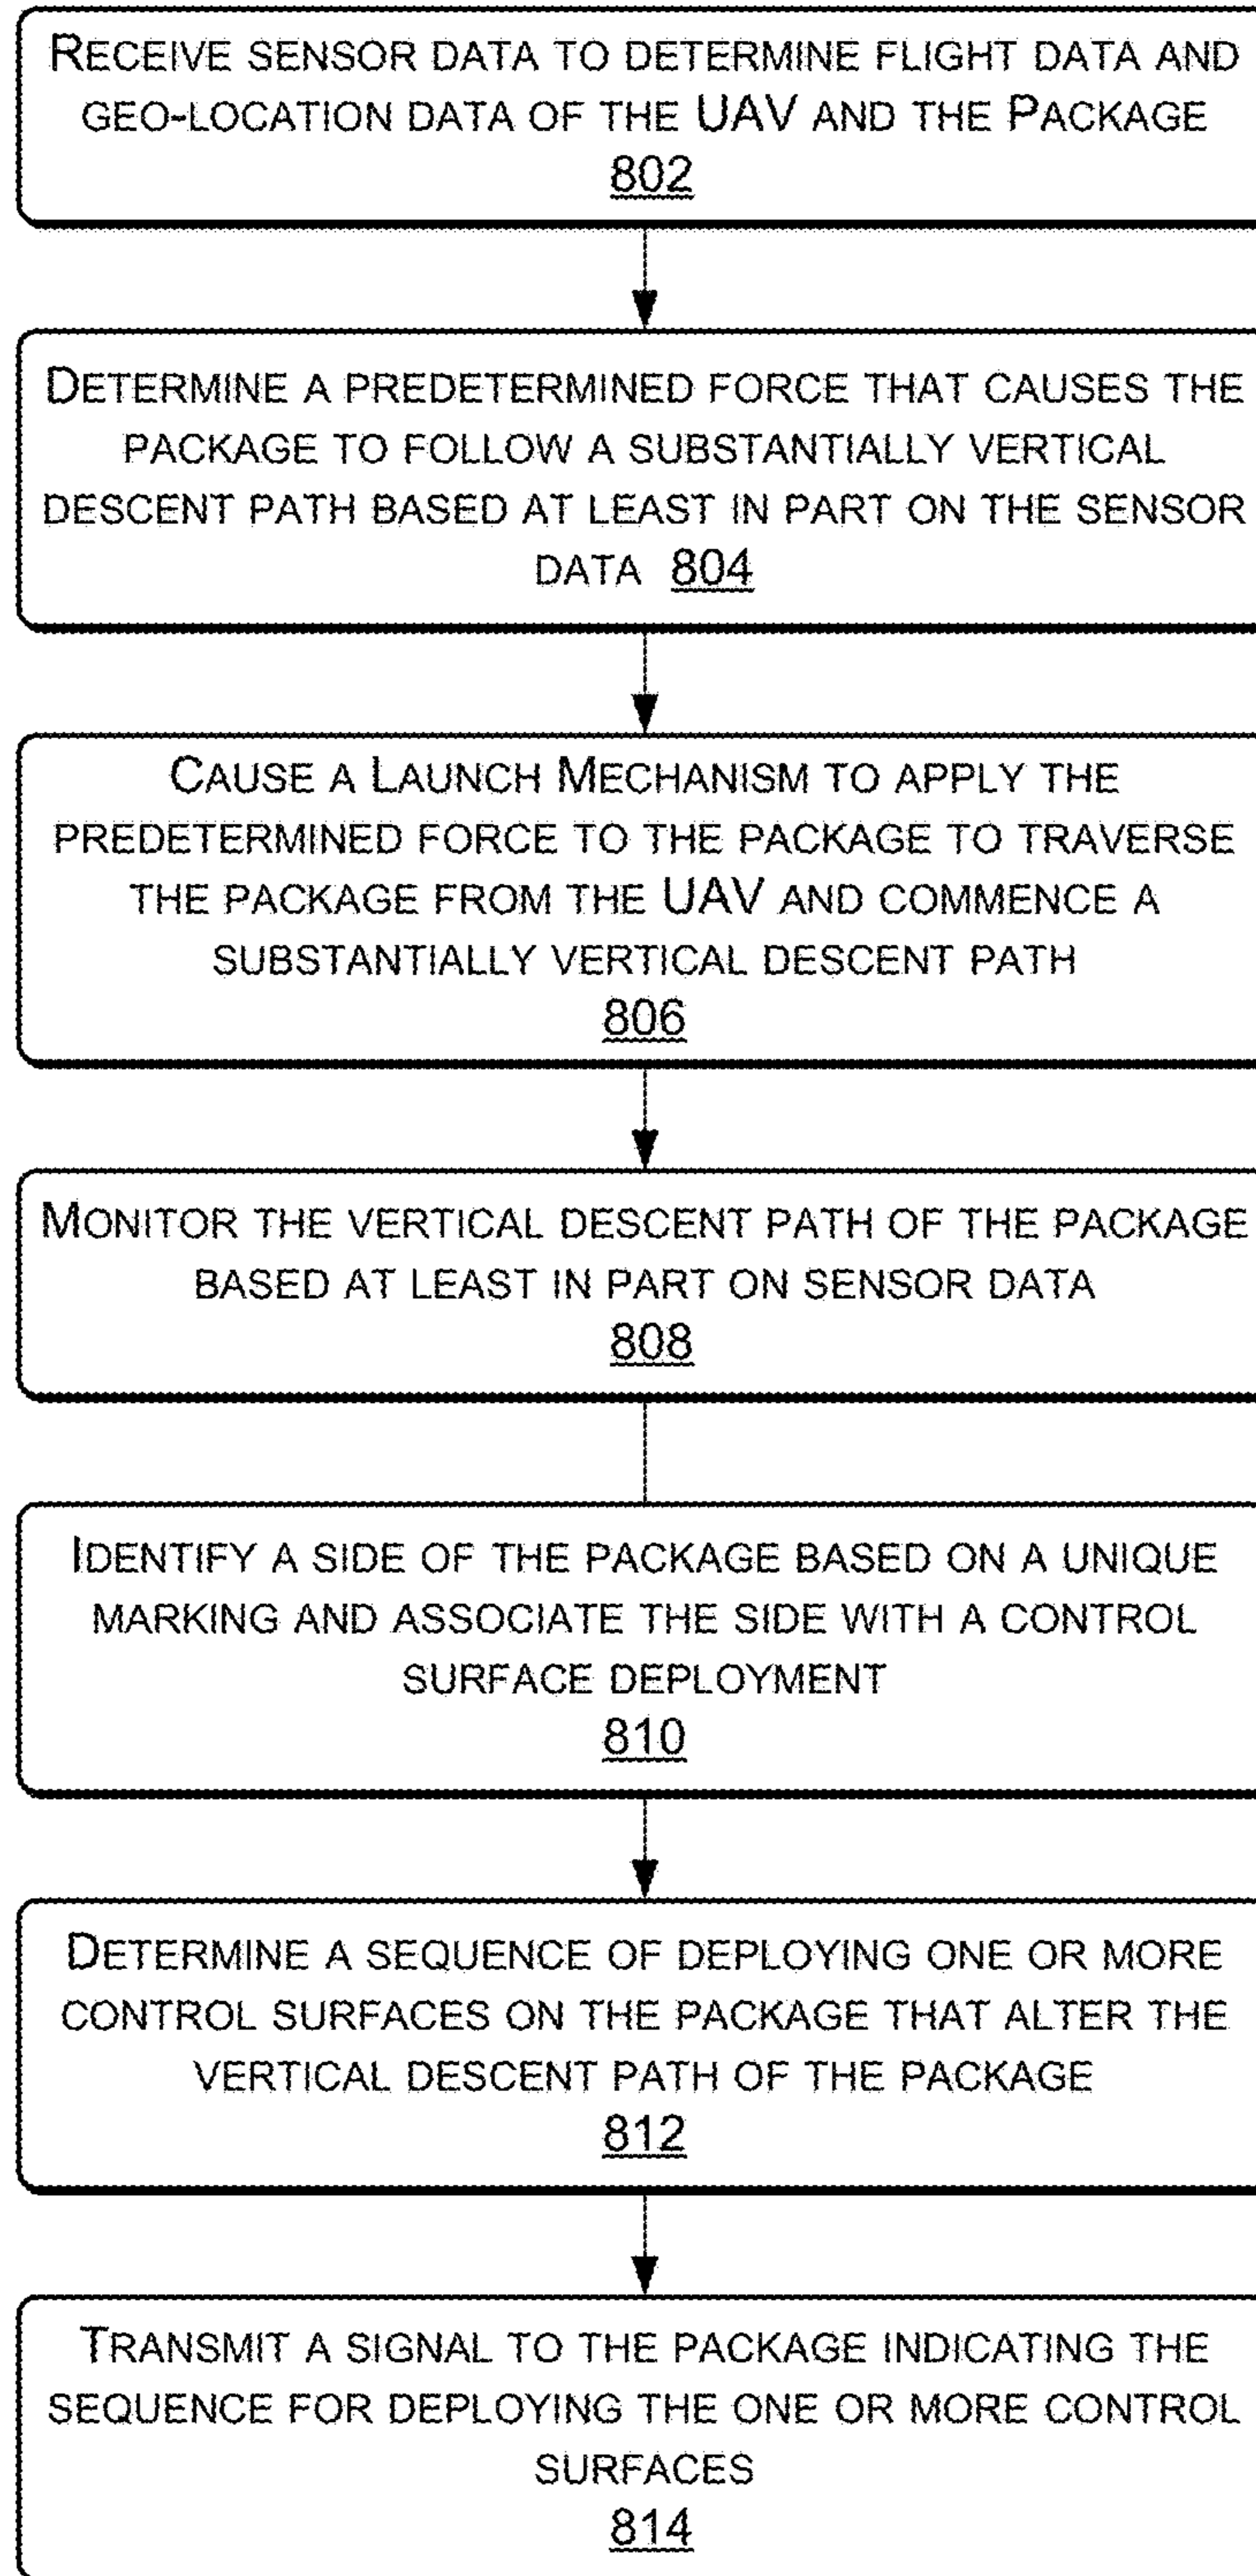 RECEIVE SENSOR DATA TO DETERMINE FLIGHT DATA AND
GEO-LOCATION DATA OF THE UAV AND THE PACKAGE
802
DETERMINE A PREDETERMINED FORCE THAT CAUSES THE
PACKAGE TO FOLLOW A SUBSTANTIALLY VERTICAL
DESCENT PATH BASED AT LEAST IN PART ON THE SENSOR
DATA 804
CAUSE A LAUNCH MECHANISM TO APPLY THE
PREDETERMINED FORCE TO THE PACKAGE TO TRAVERSE
THE PACKAGE FROM THE UAV AND COMMENCE A
SUBSTANTIALLY VERTICAL DESCENT PATH
806
MONITOR THE VERTICAL DESCENT PATH OF THE PACKAGE
BASED AT LEAST IN PART ON SENSOR DATA
808
IDENTIFY A SIDE OF THE PACKAGE BASED ON A UNIQUE
MARKING AND ASSOCIATE THE SIDE WITH A CONTROL
SURFACE DEPLOYMENT
810
DETERMINE A SEQUENCE OF DEPLOYING ONE OR MORE
CONTROL SURFACES ON THE PACKAGE THAT ALTER THE
VERTICAL DESCENT PATH OF THE PACKAGE
812
TRANSMIT A SIGNAL TO THE PACKAGE INDICATING THE
SEQUENCE FOR DEPLOYING THE ONE OR MORE CONTROL
SURFACES
814